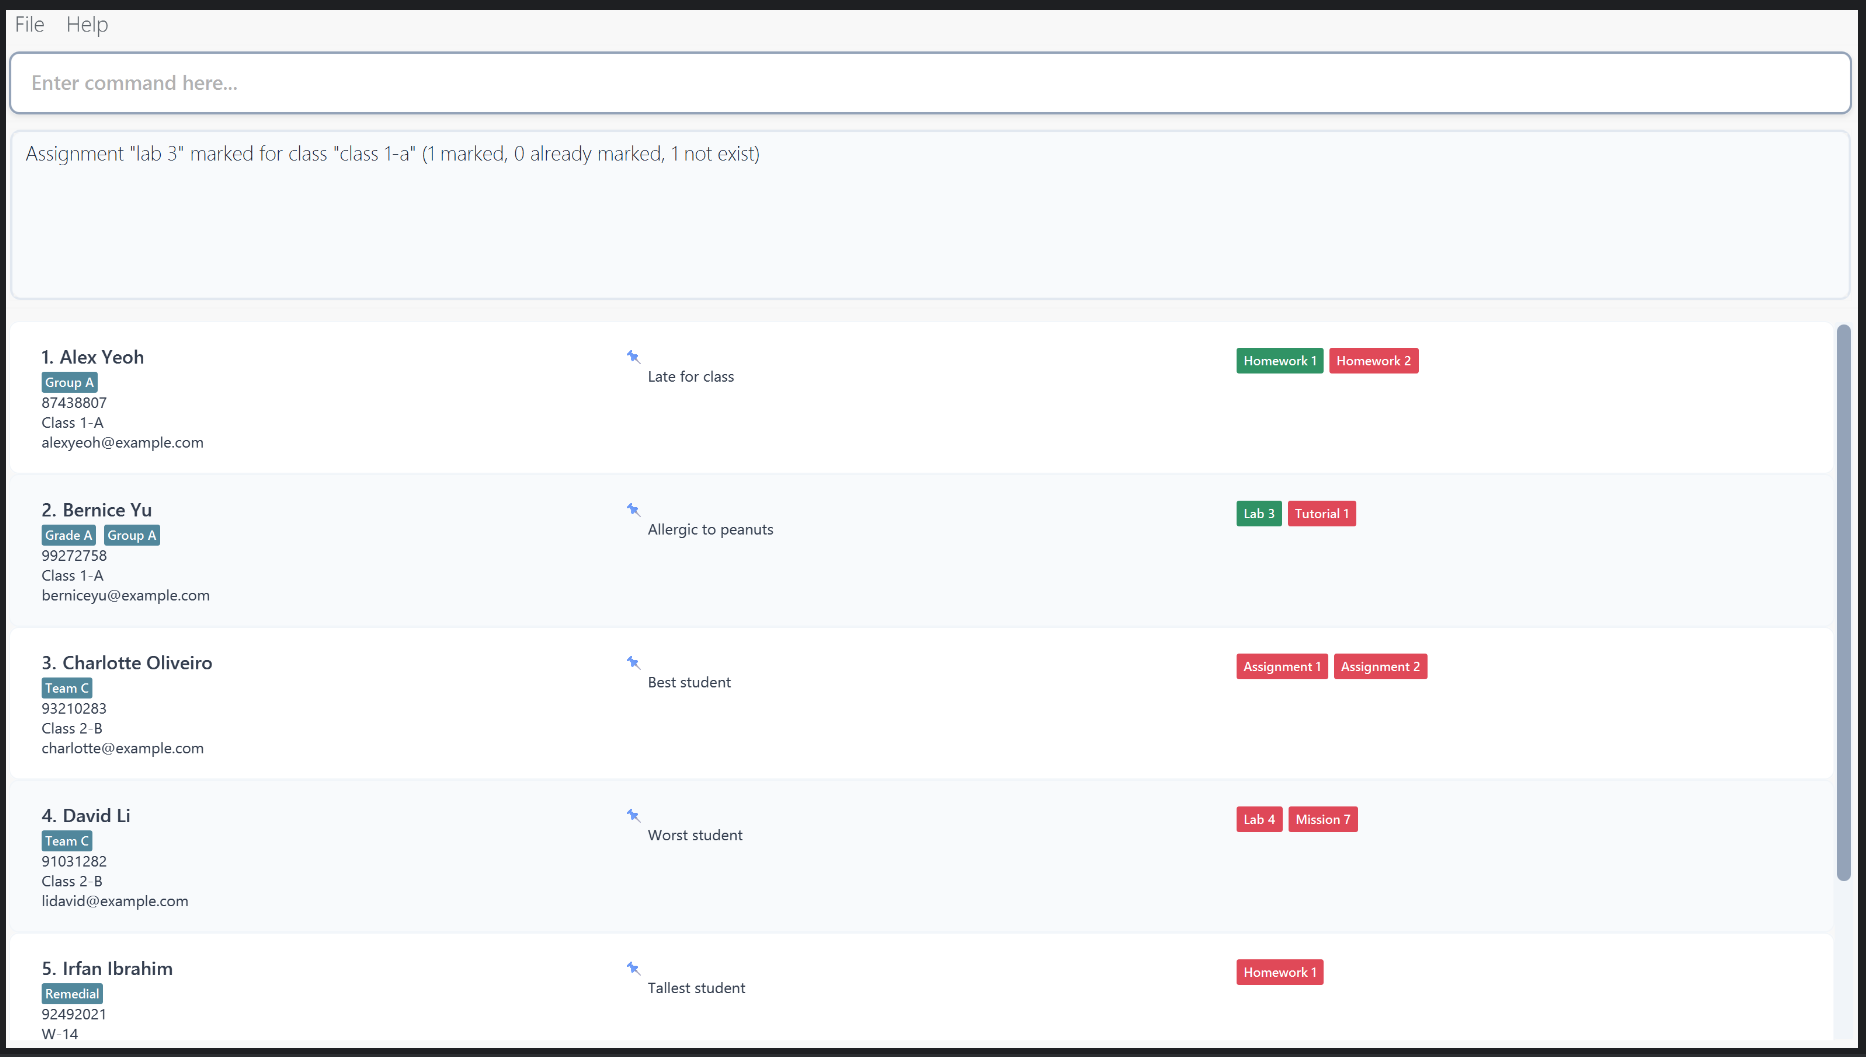 File Help
Enter command here...
Assignment "lab 3" marked for class "class 1-a" (1 marked, 0 already marked, 1 not exist)
1. Alex Yeoh
Group A
87438807
Class 1-A
alexyeoh@example.com
Late for class
Homework 1 Homework 2
2. Bernice Yu
Grade A Group A
99272758
Class 1-A
berniceyu@example.com
Allergic to peanuts
Lab 3 Tutorial 1
3. Charlotte Oliveiro
Team C
93210283
Class 2-B
charlotte@example.com
Best student
Assignment 1 Assignment 2
4. David Li
Team C
91031282
Class 2-B
lidavid@example.com
Worst student
Lab 4 Mission 7
5. Irfan Ibrahim
Remedial
92492021
W-14
Tallest student
Homework 1